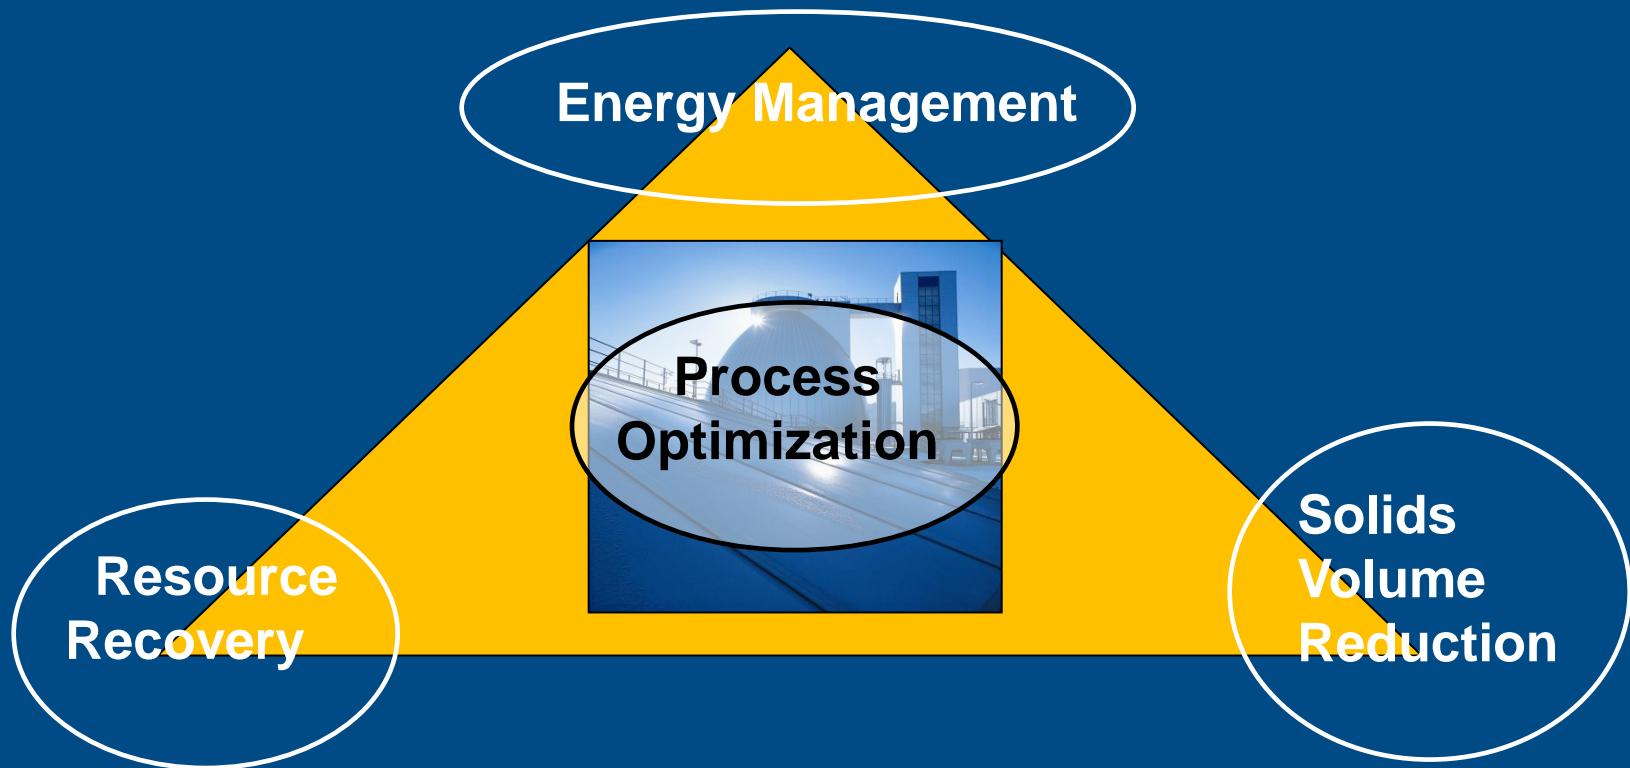 Energy Management
Process
Optimization
Resource
Recovery
Solids
Volume
Reduction